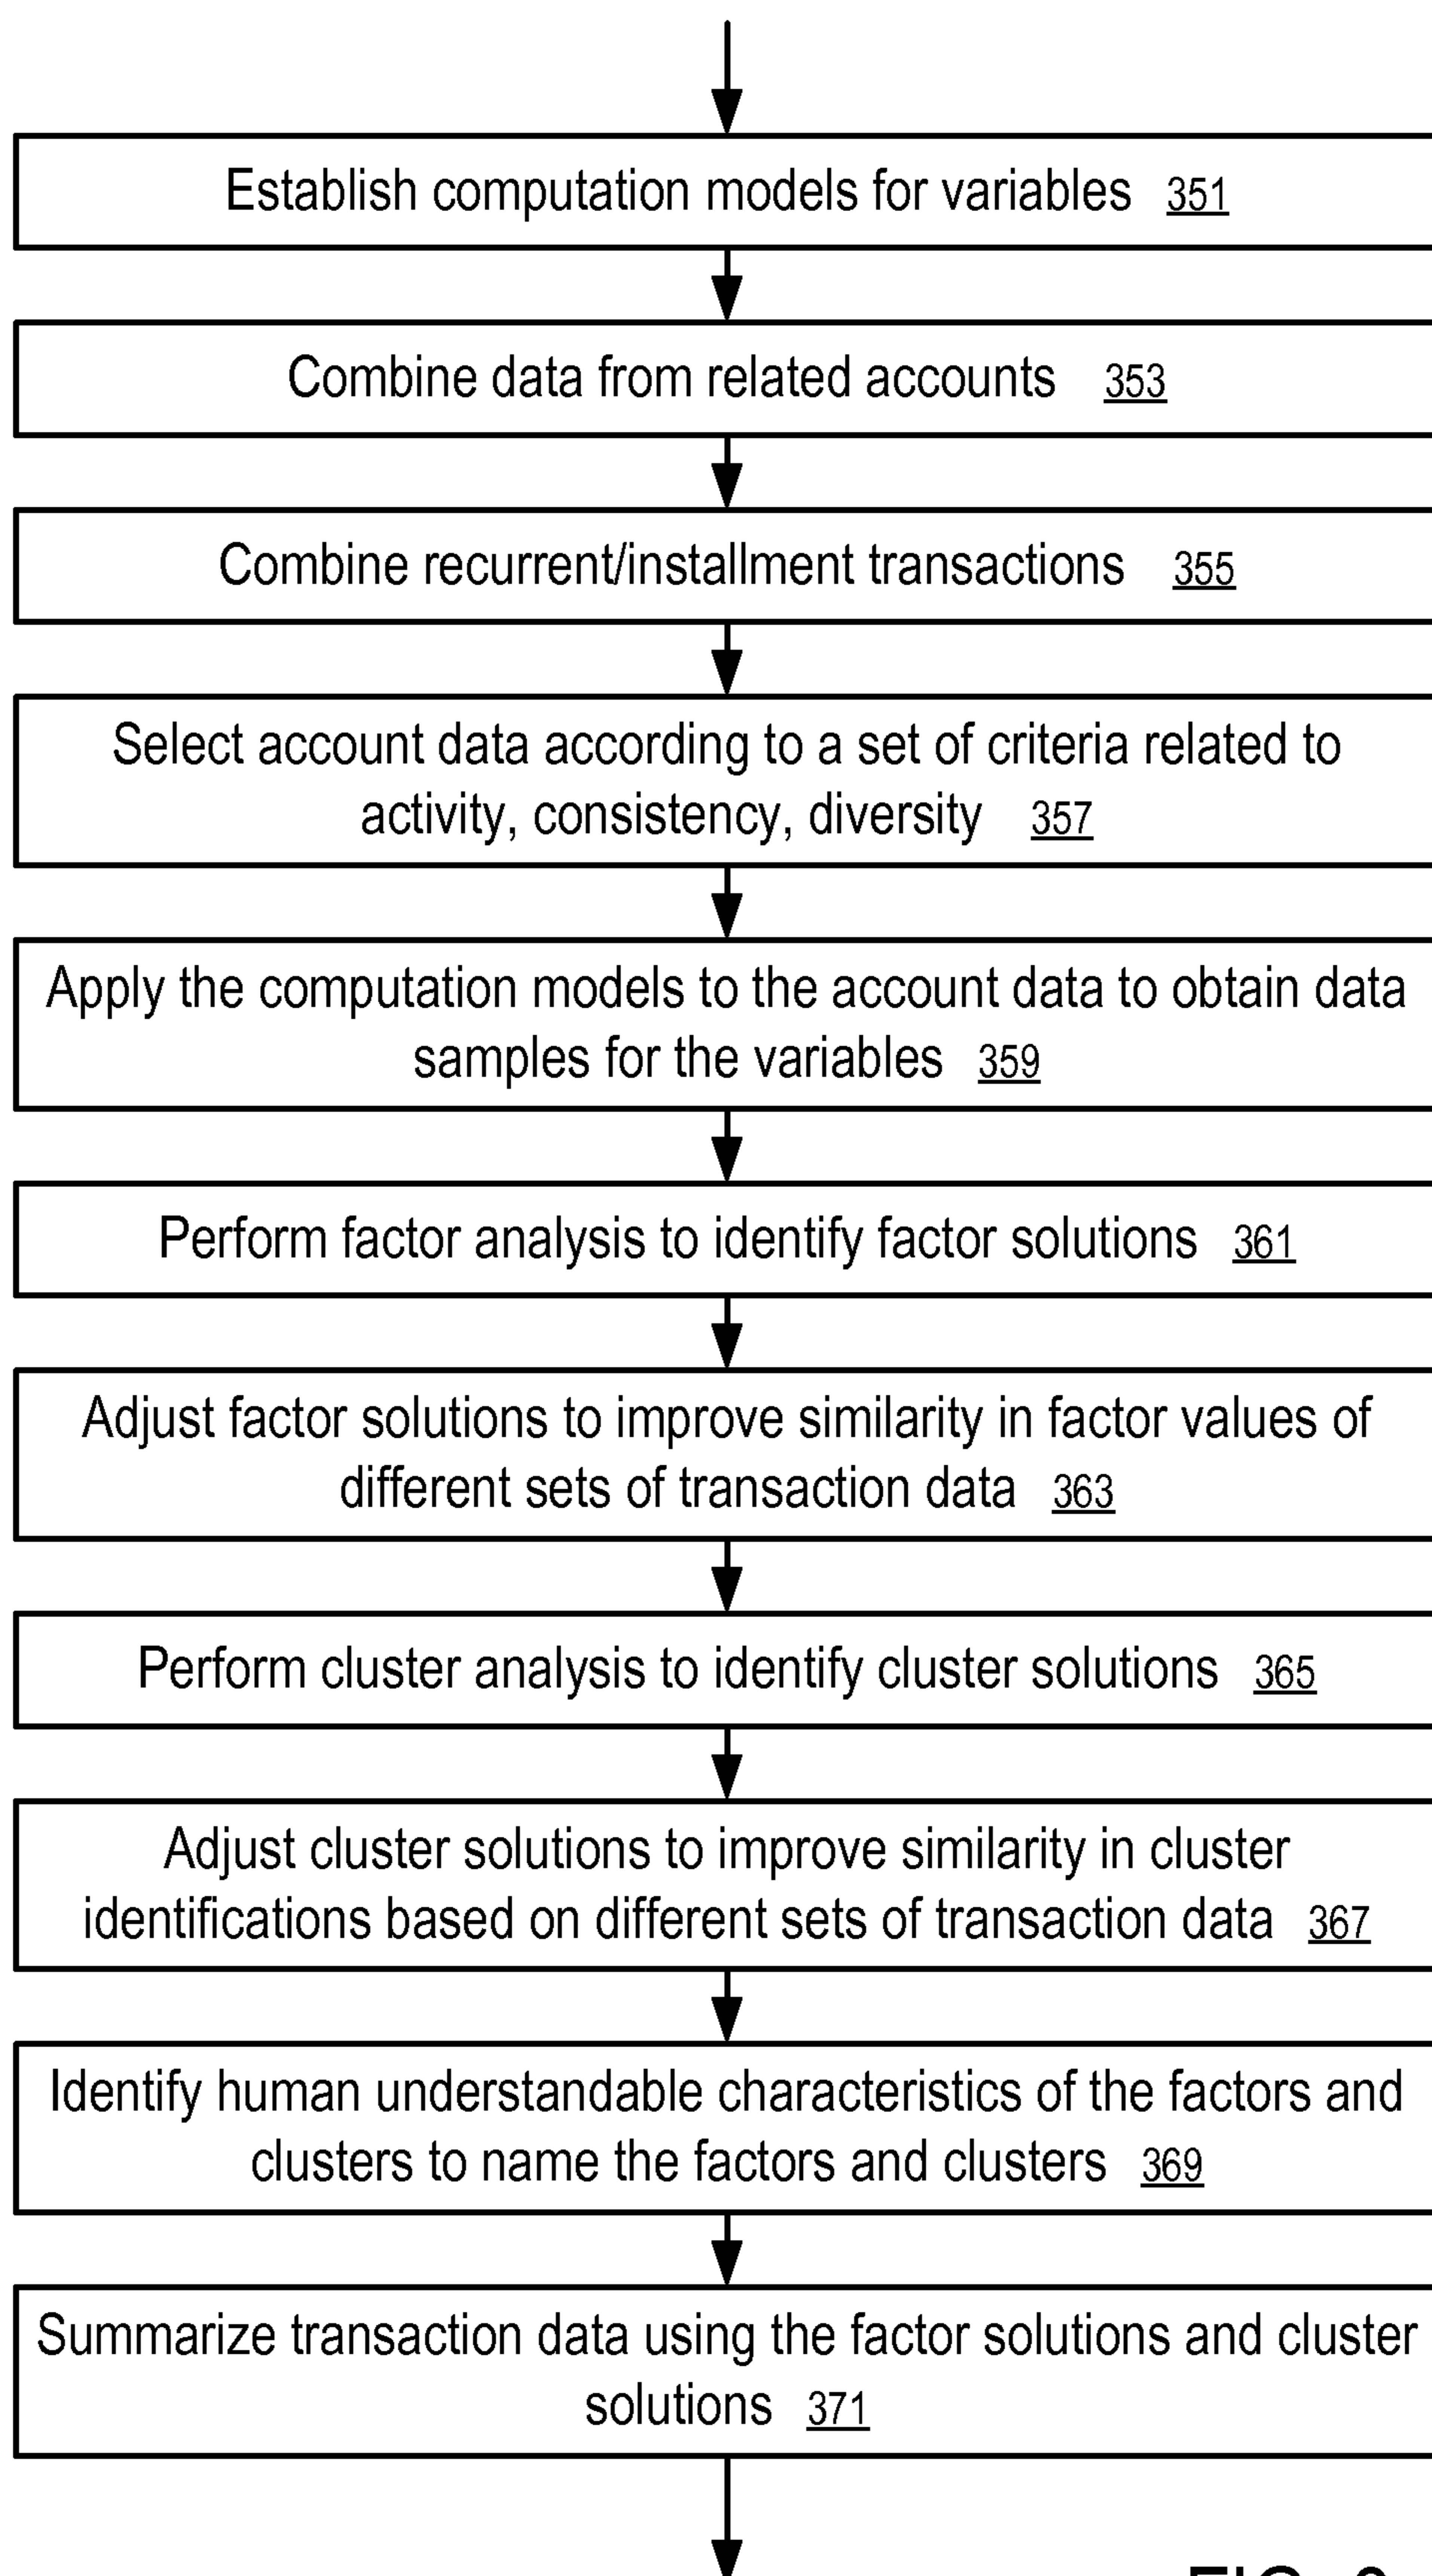 Establish computation models for variables 351
Combine data from related accounts 353
Combine recurrent/installment transactions 355
Select account data according to a set of criteria related to
activity, consistency, diversity 357
Apply the computation models to the account data to obtain data
samples for the variables 359
Perform factor analysis to identify factor solutions 361
Adjust factor solutions to improve similarity in factor values of
different sets of transaction data 363
Perform cluster analysis to identify cluster solutions 365
Adjust cluster solutions to improve similarity in cluster
identifications based on different sets of transaction data 367
Identify human understandable characteristics of the factors and
clusters to name the factors and clusters 369
Summarize transaction data using the factor solutions and cluster
solutions 371